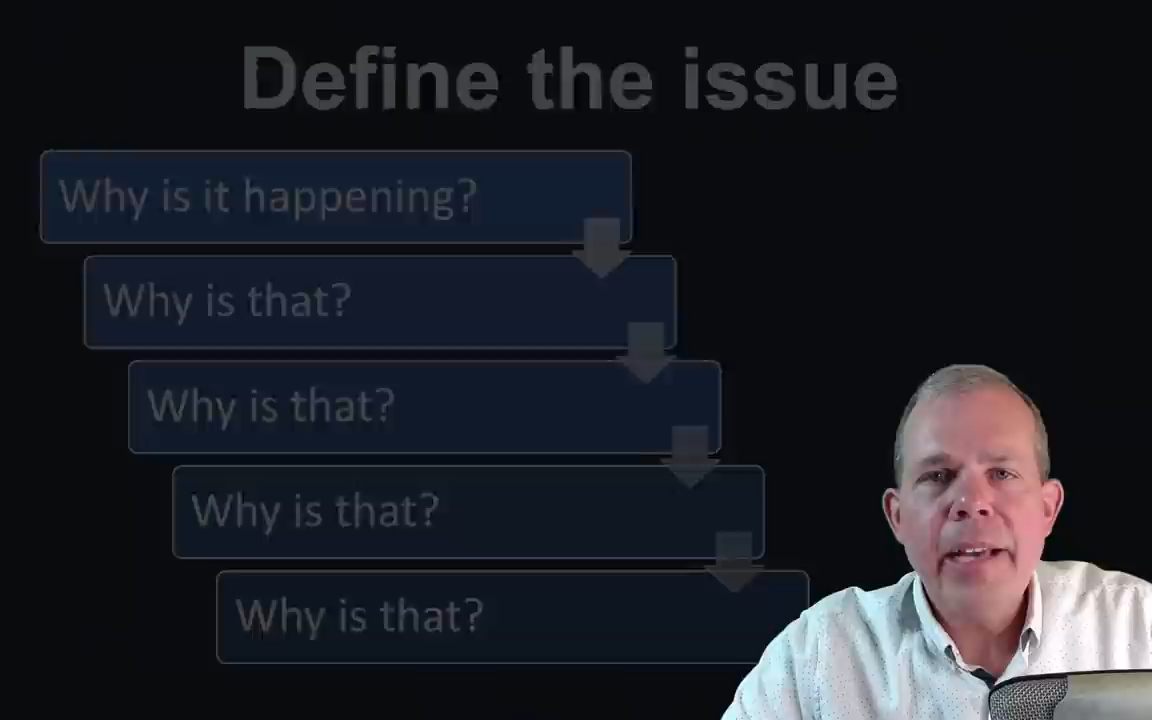 Define the issue
Why is it happening?
Why is that?
Why is that?
Why is that?
Why is that?